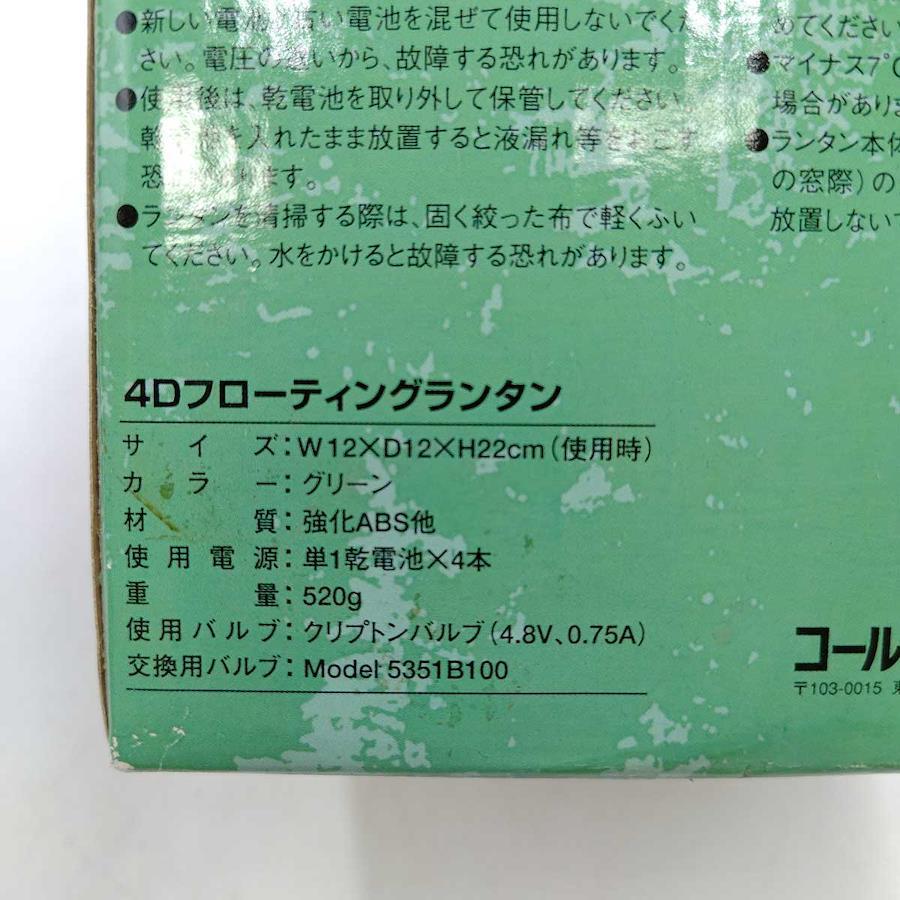 ●新しい電池と古い電池を混ぜて使用しないでくだ
さい。電圧の違いから、故障する恐れがあります。
●使用後は、乾電池を取り外して保管してください。
乾電池を入れたまま放置すると液漏れ等をおこす
恐れがあります。
●ランタンを清掃する際は、固く絞った布で軽くふい
てください。水をかけると故障する恐れがあります。
めてください
●マイナス7℃
場合がありま
●ランタン本体
の窓際）の
放置しないで
4Dフローティングランタン
サイズ：W12×D12×H22cm（使用時）
カラー：グリーン
材質：強化ABS他
使用電源：単1乾電池×4本
重量：520g
使用バルブ：クリプトンバルブ（4.8V、0.75A）
交換用バルブ：Model 5351B100
コール
〒103-0015